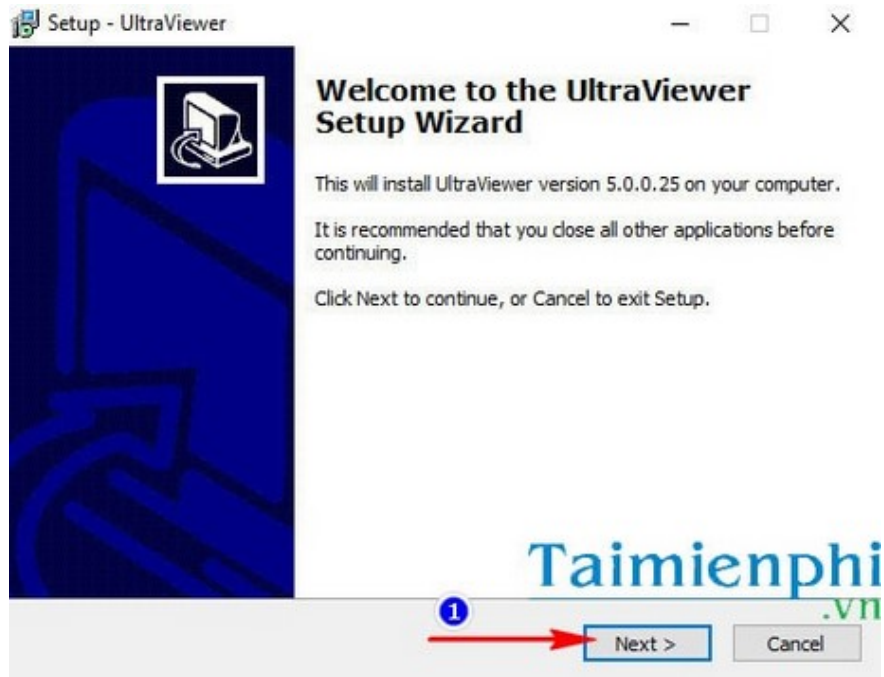 Setup - UltraViewer
Welcome to the UltraViewer
Setup Wizard
This will install UltraViewer version 5.0.0.25 on your computer.
It is recommended that you close all other applications before
continuing.
Click Next to continue, or Cancel to exit Setup.
Taimienphi
.vn
1
Next >
Cancel